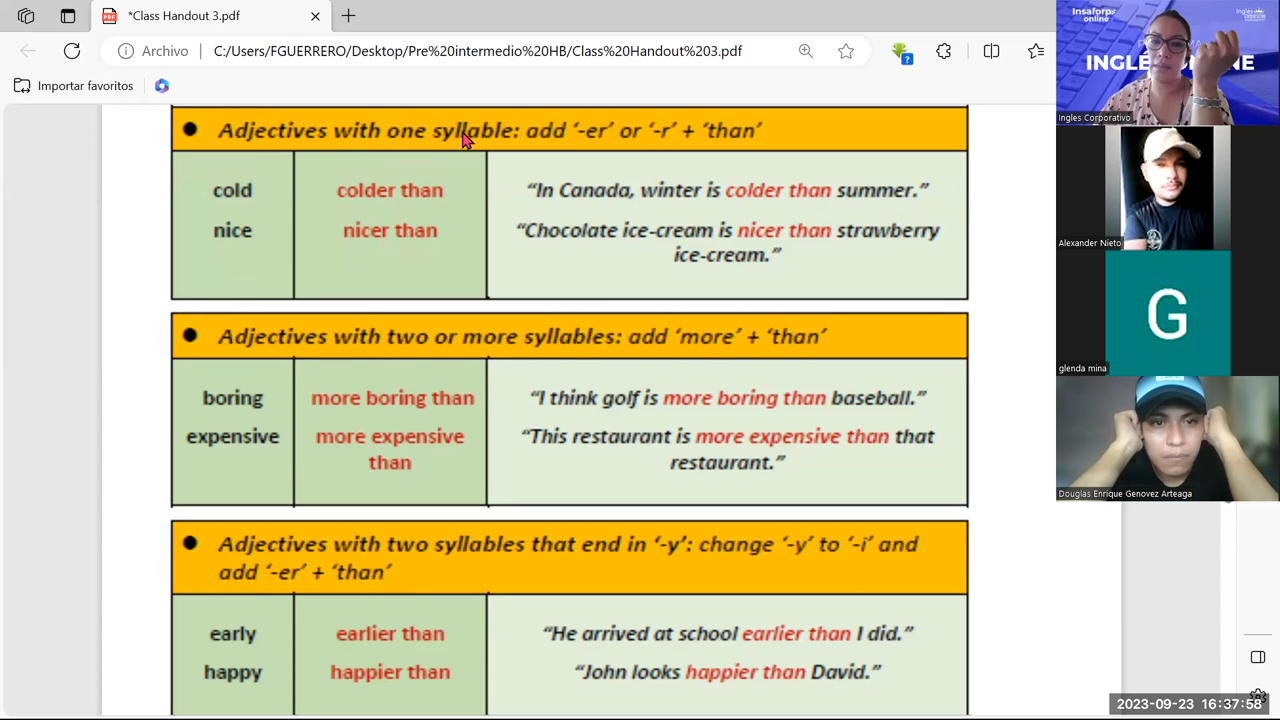 *Class Handout 3.pdf
Archivo
C:/Users/FGUERRERO/Desktop/Pre%20intermedio%20HB/Class%20Handout%203.pdf
Importar favoritos
Adjectives with one syllable: add ‘-er’ or ‘-r’ + ‘than’
cold
colder than
“In Canada, winter is colder than summer.”
nice
nicer than
“Chocolate ice-cream is nicer than strawberry
ice-cream.”
Adjectives with two or more syllables: add ‘more’ + ‘than’
boring
more boring than
“I think golf is more boring than baseball.”
expensive
more expensive
than
“This restaurant is more expensive than that
restaurant.”
Adjectives with two syllables that end in ‘-y’: change ‘-y’ to ‘-i’ and
add ‘-er’ + ‘than’
early
earlier than
“He arrived at school earlier than I did.”
happy
happier than
“John looks happier than David.”
Insaforp
online
Ingles Corporativo
Alexander Nieto
G
glenda mina
Douglas Enrique Genovez Arteaga
2023-09-23 16:37:58